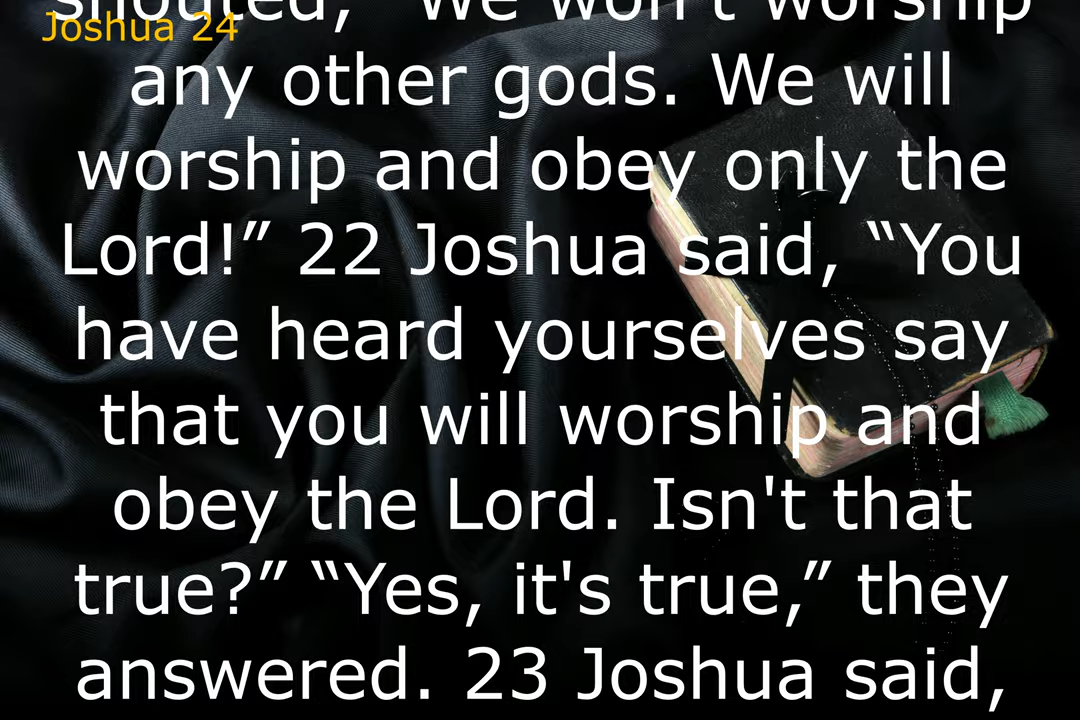 Joshua 24
shouted, “We won't worship
any other gods. We will
worship and obey only the
Lord!” 22 Joshua said, “You
have heard yourselves say
that you will worship and
obey the Lord. Isn't that
true?” “Yes, it's true,” they
answered. 23 Joshua said,